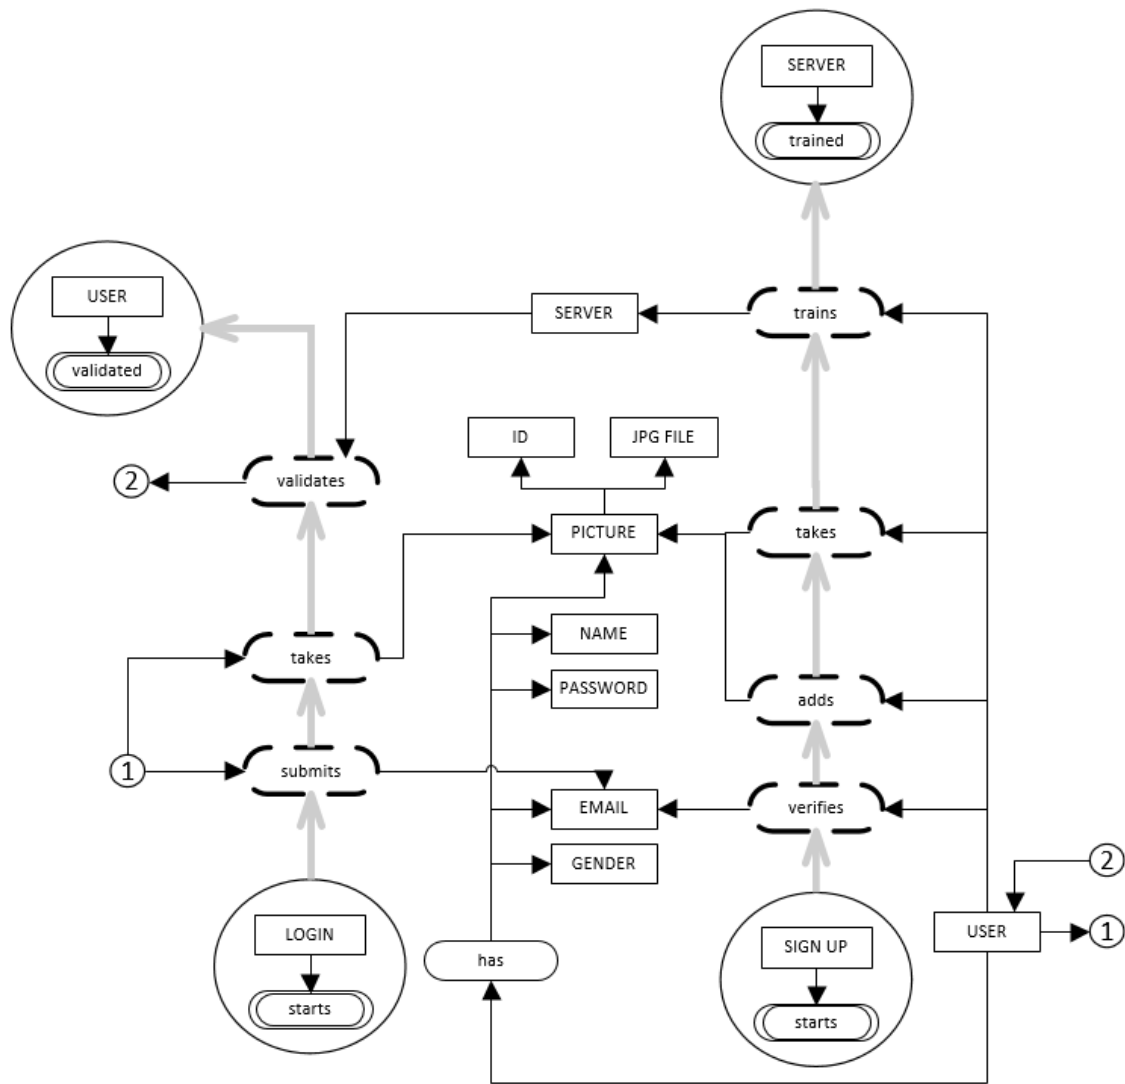 SERVER
trained
USER
validated
SERVER
trains
ID
JPG FILE
2
validates
PICTURE
takes
takes
NAME
PASSWORD
adds
1
submits
EMAIL
verifies
GENDER
2
LOGIN
starts
has
SIGN UP
starts
USER
1